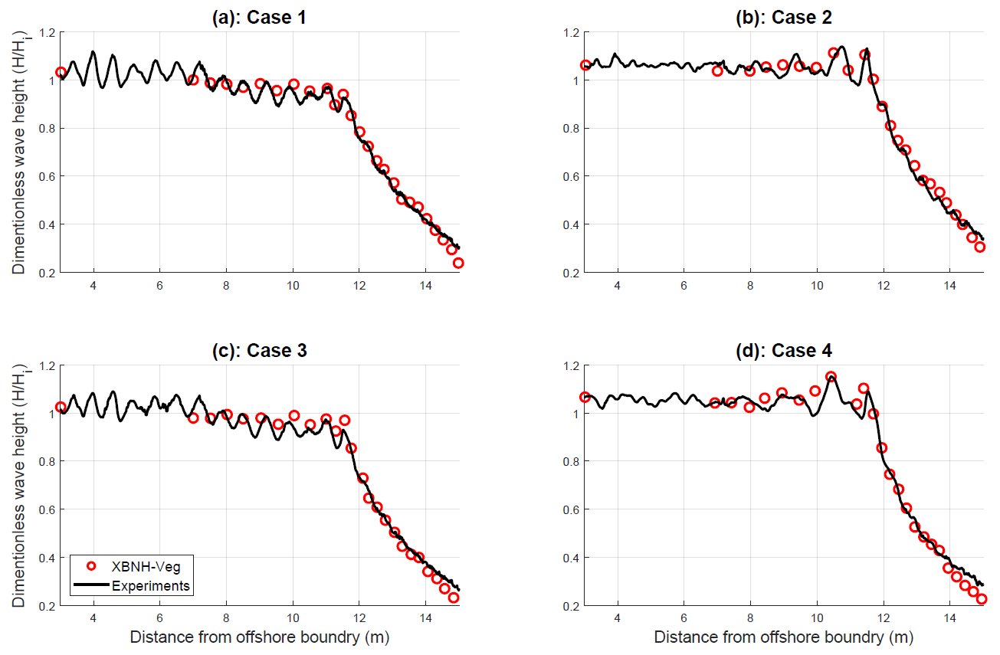 (a): Case 1
Dimentionless wave height (H/Hi)
1.2
1
0.8
0.6
0.4
0.2
4 6 8 10 12 14
(b): Case 2
1.2
1
0.8
0.6
0.4
0.2
4 6 8 10 12 14
(c): Case 3
Dimentionless wave height (H/Hi)
1.2
1
0.8
0.6
0.4
0.2
XBNH-Veg
Experiments
4 6 8 10 12 14
Distance from offshore boundry (m)
(d): Case 4
1.2
1
0.8
0.6
0.4
0.2
4 6 8 10 12 14
Distance from offshore boundry (m)